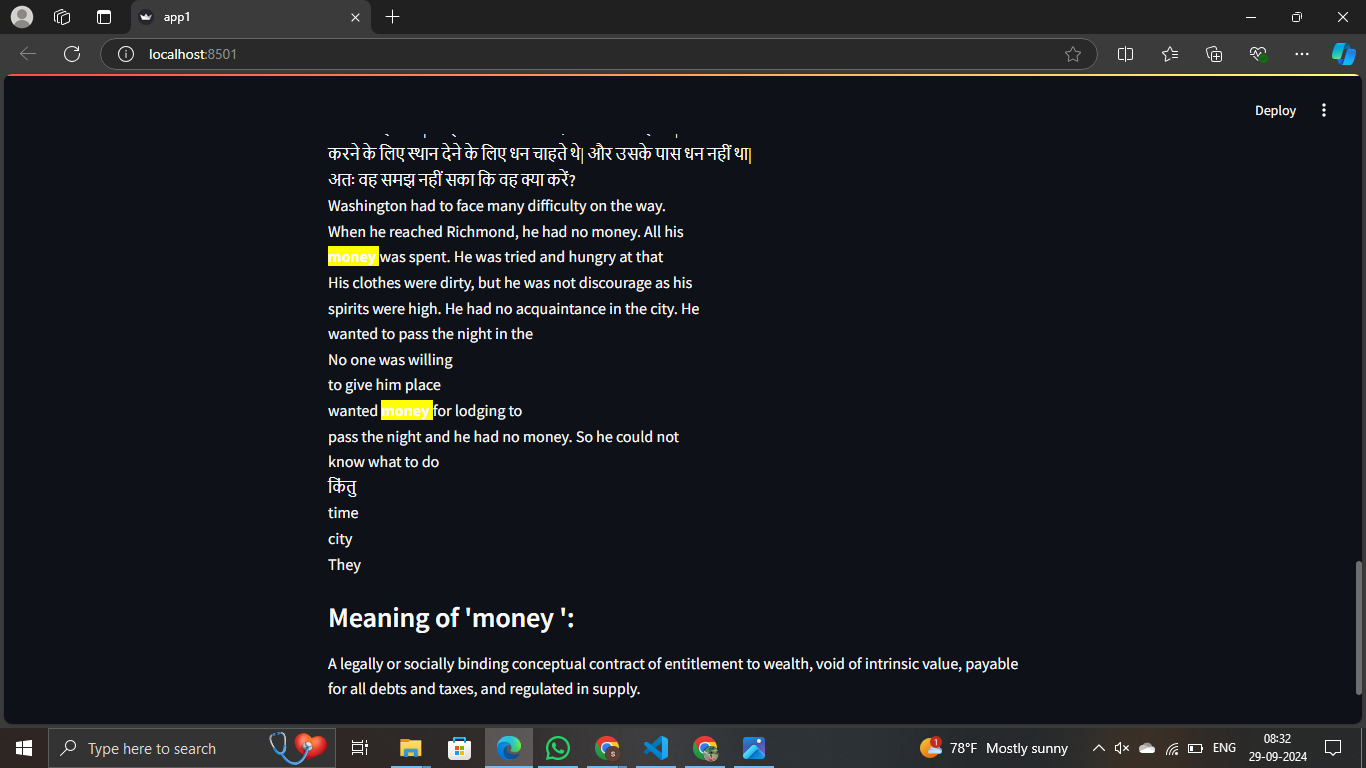 app1
localhost:8501
Deploy
करने के लिए स्थान देने के लिए धन चाहते थे| और उसके पास धन नहीं था|
अतः वह समझ नहीं सका कि वह क्या करें?
Washington had to face many difficulty on the way.
When he reached Richmond, he had no money. All his
money was spent. He was tried and hungry at that
His clothes were dirty, but he was not discourage as his
spirits were high. He had no acquaintance in the city. He
wanted to pass the night in the
No one was willing
to give him place
wanted money for lodging to
pass the night and he had no money. So he could not
know what to do
किंतु
time
city
They
Meaning of 'money ':
A legally or socially binding conceptual contract of entitlement to wealth, void of intrinsic value, payable
for all debts and taxes, and regulated in supply.
Type here to search
1
S
78°F Mostly sunny
ENG
08:32
29-09-2024